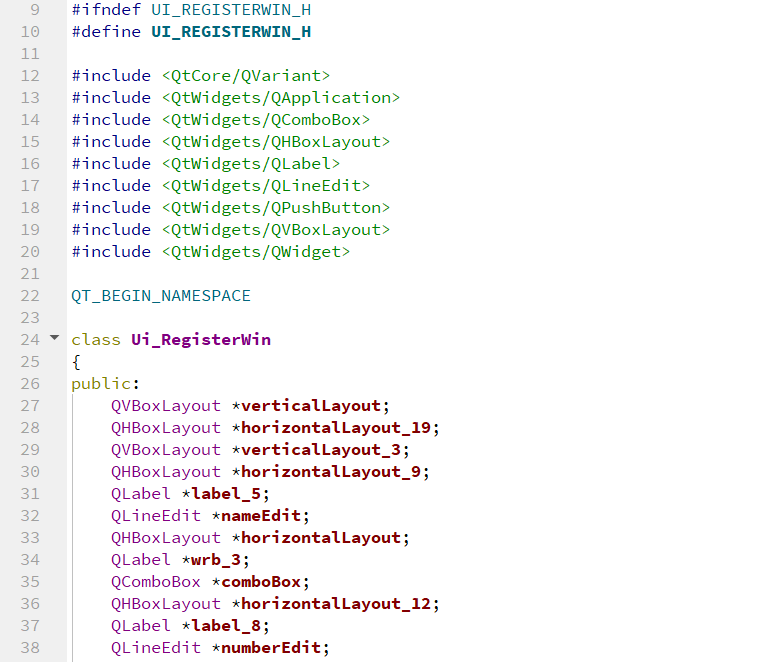 9 #ifndef UI_REGISTERWIN_H
10 #define UI_REGISTERWIN_H
11
12 #include <QtCore/QVariant>
13 #include <QtWidgets/QApplication>
14 #include <QtWidgets/QComboBox>
15 #include <QtWidgets/QHBoxLayout>
16 #include <QtWidgets/QLabel>
17 #include <QtWidgets/QLineEdit>
18 #include <QtWidgets/QPushButton>
19 #include <QtWidgets/QVBoxLayout>
20 #include <QtWidgets/QWidget>
21
22 QT_BEGIN_NAMESPACE
23
24 class Ui_RegisterWin
25 {
26 public:
27     QVBoxLayout *verticalLayout;
28     QHBoxLayout *horizontalLayout_19;
29     QVBoxLayout *verticalLayout_3;
30     QHBoxLayout *horizontalLayout_9;
31     QLabel *label_5;
32     QLineEdit *nameEdit;
33     QHBoxLayout *horizontalLayout;
34     QLabel *wrb_3;
35     QComboBox *comboBox;
36     QHBoxLayout *horizontalLayout_12;
37     QLabel *label_8;
38     QLineEdit *numberEdit;